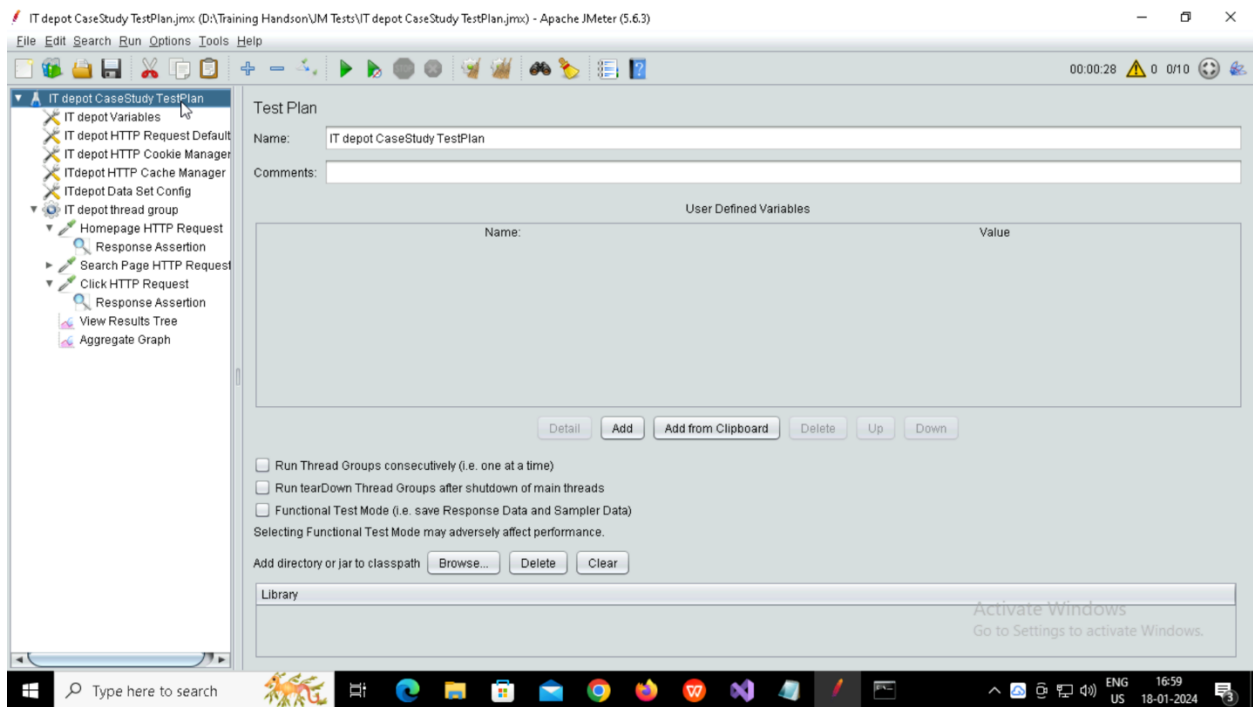 IT depot CaseStudy TestPlan.jmx (D:\Training Handson\JM Tests\IT depot CaseStudy TestPlan.jmx) - Apache JMeter (5.6.3)
File Edit Search Run Options Tools Help
00:00:28 0 0/10
IT depot CaseStudy TestPlan
IT depot Variables
IT depot HTTP Request Default
IT depot HTTP Cookie Manager
ITdepot HTTP Cache Manager
ITdepot Data Set Config
IT depot thread group
Homepage HTTP Request
Response Assertion
Search Page HTTP Request
Click HTTP Request
Response Assertion
View Results Tree
Aggregate Graph
Test Plan
Name: IT depot CaseStudy TestPlan
Comments:
User Defined Variables
Name: Value
Detail Add Add from Clipboard Delete Up Down
Run Thread Groups consecutively (i.e. one at a time)
Run tearDown Thread Groups after shutdown of main threads
Functional Test Mode (i.e. save Response Data and Sampler Data)
Selecting Functional Test Mode may adversely affect performance.
Add directory or jar to classpath Browse... Delete Clear
Library
Activate Windows
Go to Settings to activate Windows.
Type here to search
ENG 16:59
US 18-01-2024 3